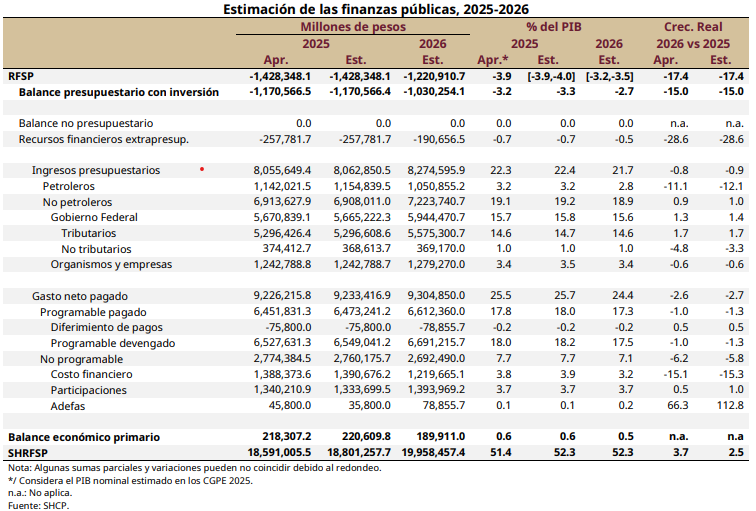 Estimación de las finanzas públicas, 2025-2026
Millones de pesos % del PIB Crec. Real
2025 2026 2025 2026 2026 vs 2025
Apr. Est. Est. Apr.* Est. Est. Apr. Est.
RFSP -1,428,348.1 -1,428,348.1 -1,220,910.7 -3.9 [-3.9,-4.0] [-3.2,-3.5] -17.4 -17.4
Balance presupuestario con inversión -1,170,566.5 -1,170,566.4 -1,030,254.1 -3.2 -3.3 -2.7 -15.0 -15.0
Balance no presupuestario 0.0 0.0 0.0 0.0 0.0 0.0 n.a. n.a.
Recursos financieros extrapresup. -257,781.7 -257,781.7 -190,656.5 -0.7 -0.7 -0.5 -28.6 -28.6
Ingresos presupuestarios 8,055,649.4 8,062,850.5 8,274,595.9 22.3 22.4 21.7 -0.8 -0.9
Petroleros 1,142,021.5 1,154,839.5 1,050,855.2 3.2 3.2 2.8 -11.1 -12.1
No petroleros 6,913,627.9 6,908,011.0 7,223,740.7 19.1 19.2 18.9 0.9 1.0
Gobierno Federal 5,670,839.1 5,665,222.3 5,944,470.7 15.7 15.8 15.6 1.3 1.4
Tributarios 5,296,426.4 5,296,608.6 5,575,300.7 14.6 14.7 14.6 1.7 1.7
No tributarios 374,412.7 368,613.7 369,170.0 1.0 1.0 1.0 -4.8 -3.3
Organismos y empresas 1,242,788.8 1,242,788.7 1,279,270.0 3.4 3.5 3.4 -0.6 -0.6
Gasto neto pagado 9,226,215.8 9,233,416.9 9,304,850.0 25.5 25.7 24.4 -2.6 -2.7
Programable pagado 6,451,831.3 6,473,241.2 6,612,360.0 17.8 18.0 17.3 -1.0 -1.3
Diferimiento de pagos -75,800.0 -75,800.0 -78,855.7 -0.2 -0.2 -0.2 0.5 0.5
Programable devengado 6,527,631.3 6,549,041.2 6,691,215.7 18.0 18.2 17.5 -1.0 -1.3
No programable 2,774,384.5 2,760,175.7 2,692,490.0 7.7 7.7 7.1 -6.2 -5.8
Costo financiero 1,388,373.6 1,390,676.2 1,219,665.1 3.8 3.9 3.2 -15.1 -15.3
Participaciones 1,340,210.9 1,333,699.5 1,393,969.2 3.7 3.7 3.7 0.5 1.0
Adefas 45,800.0 35,800.0 78,855.7 0.1 0.1 0.2 66.3 112.8
Balance económico primario 218,307.2 220,609.8 189,911.0 0.6 0.6 0.5 n.a. n.a
SHRFSP 18,591,005.5 18,801,257.7 19,958,457.4 51.4 52.3 52.3 3.7 2.5
Nota: Algunas sumas parciales y variaciones pueden no coincidir debido al redondeo.
*/ Considera el PIB nominal estimado en los CGPE 2025.
n.a.: No aplica.
Fuente: SHCP.